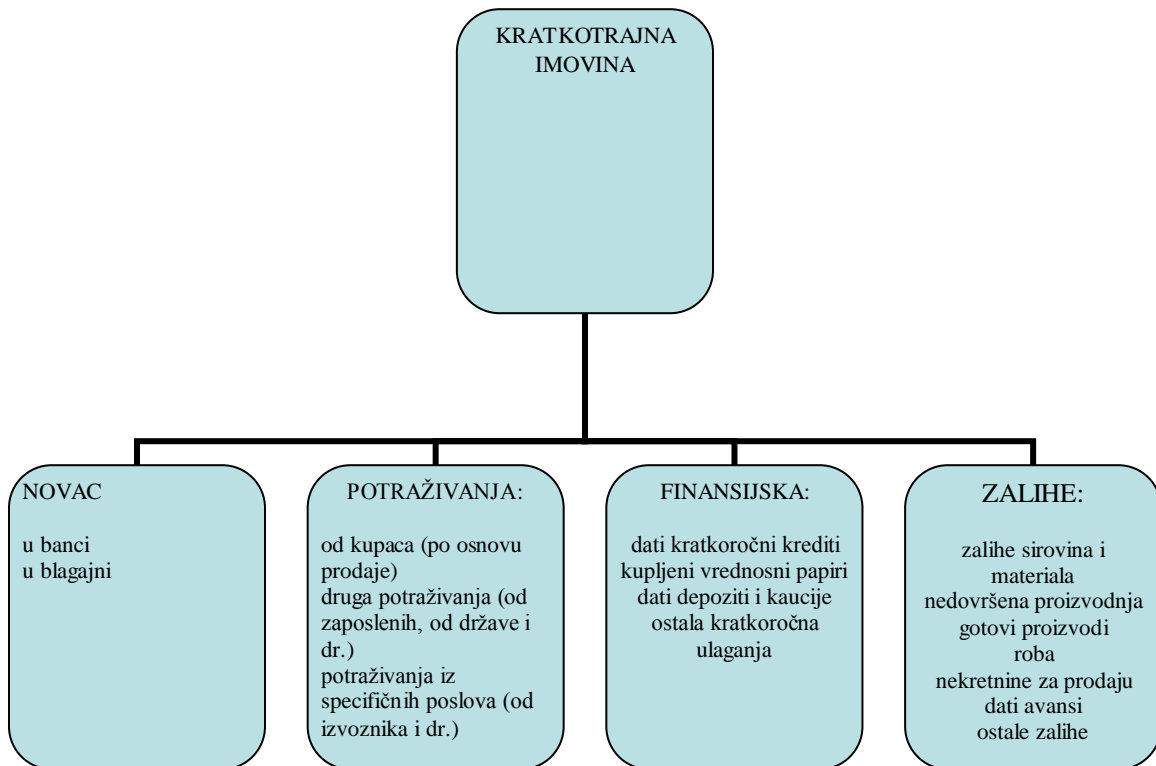 KRATKOTRAJNA
IMOVINA
NOVAC
u banci
u blagajni
POTRAŽIVANJA:
od kupaca (po osnovu
prodaje)
druga potraživanja (od
zaposlenih, od države i
dr.)
potraživanja iz
specifičnih poslova (od
izvoznika i dr.)
FINANSIJSKA:
dati kratkoročni krediti
kupljeni vrednosni papiri
dati depoziti i kaucije
ostala kratkoročna
ulaganja
ZALIHE:
zalihe sirovina i
materiala
nedovršena proizvodnja
gotovi proizvodi
roba
nekretnine za prodaju
dati avansi
ostale zalihe